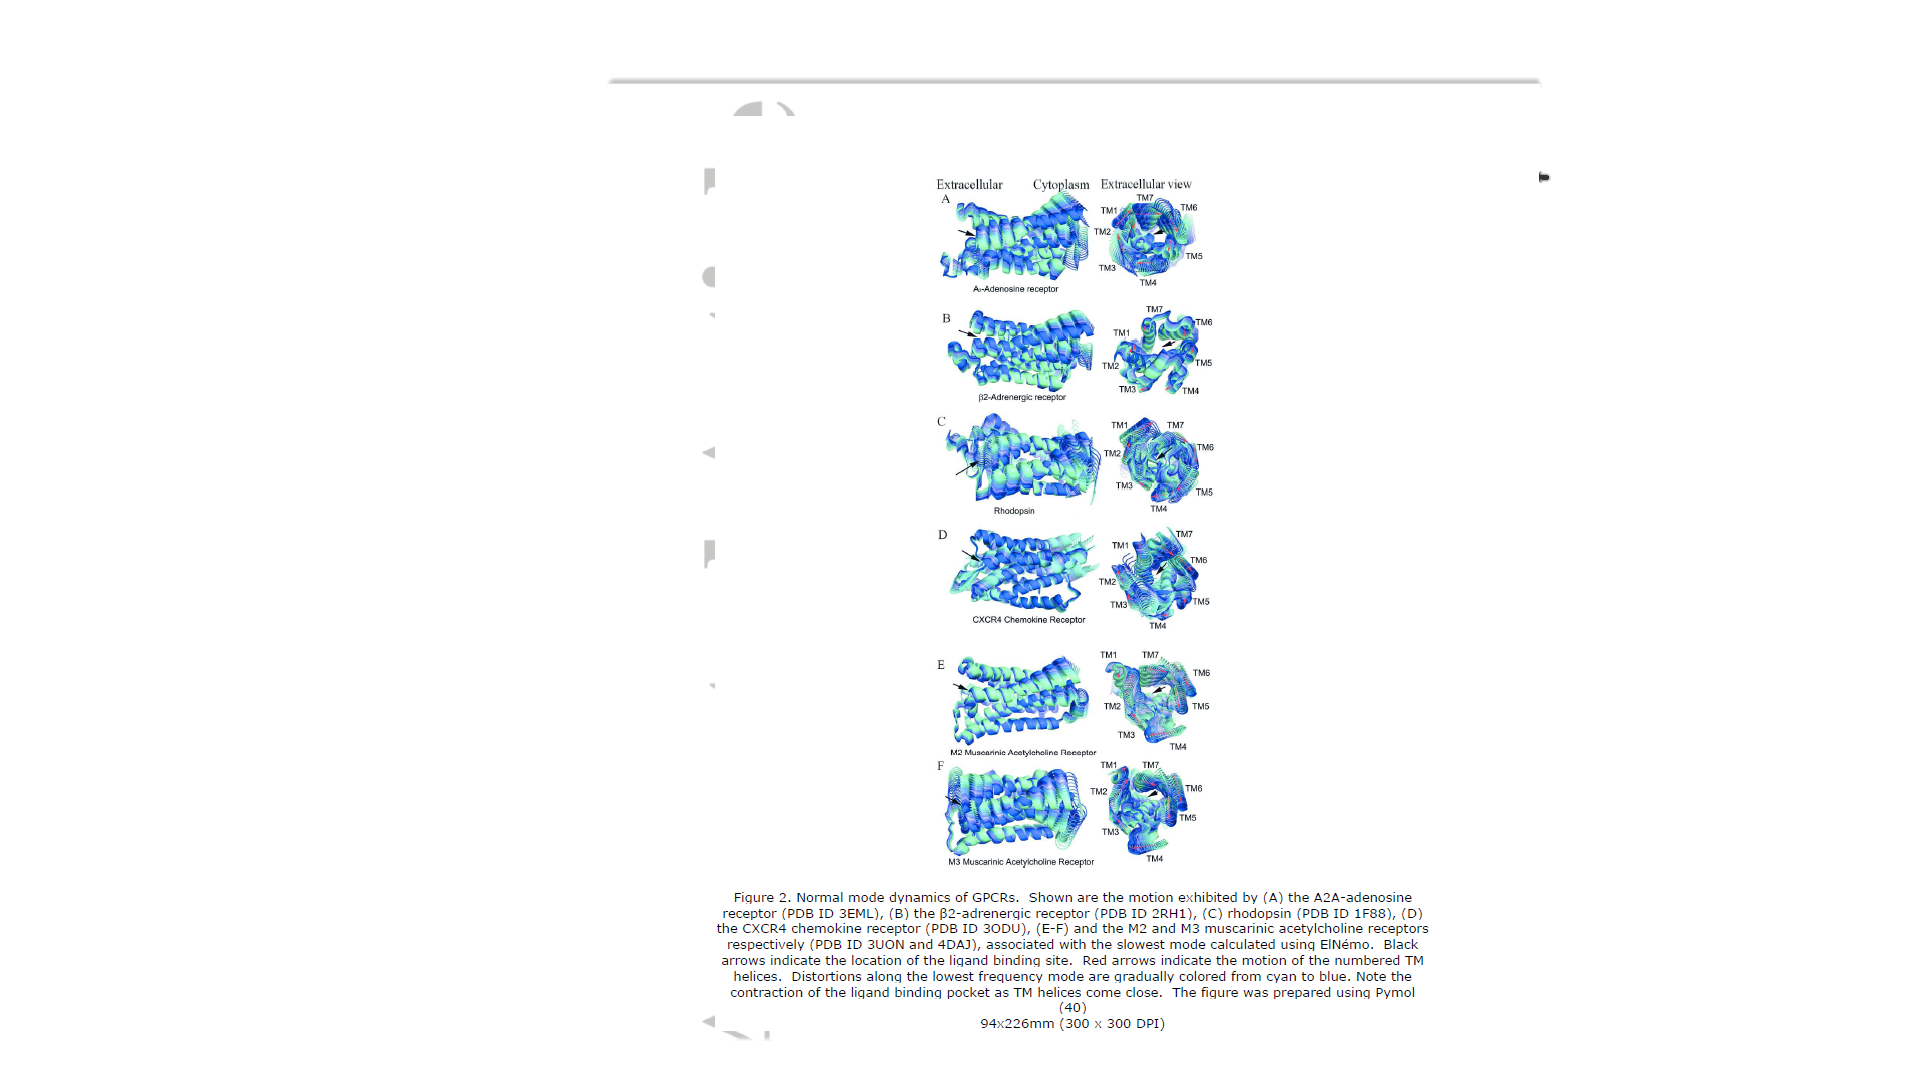 Extracellular Cytoplasm Extracellular view
A
TM7
TM1 TM6
TM2
TM5
TM3
TM4
A₂-Adenosine receptor
B
TM7
TM6
TM1
TM2 TM5
TM3 TM4
β2-Adrenergic receptor
C
TM1 TM7
TM6
TM2
TM3 TM5
TM4
Rhodopsin
D
TM7
TM1
TM6
TM2
TM3 TM5
TM4
CXCR4 Chemokine Receptor
E
TM1 TM7
TM6
TM2 TM5
TM3
TM4
M2 Muscarinic Acetylcholine Receptor
F
TM1 TM7
TM2 TM6
TM5
TM3
TM4
M3 Muscarinic Acetylcholine Receptor
Figure 2. Normal mode dynamics of GPCRs. Shown are the motion exhibited by (A) the A2A-adenosine
receptor (PDB ID 3EML), (B) the β2-adrenergic receptor (PDB ID 2RH1), (C) rhodopsin (PDB ID 1F88), (D)
the CXCR4 chemokine receptor (PDB ID 3ODU), (E-F) and the M2 and M3 muscarinic acetylcholine receptors
respectively (PDB ID 3UON and 4DAJ), associated with the slowest mode calculated using ElNémo. Black
arrows indicate the location of the ligand binding site. Red arrows indicate the motion of the numbered TM
helices. Distortions along the lowest frequency mode are gradually colored from cyan to blue. Note the
contraction of the ligand binding pocket as TM helices come close. The figure was prepared using Pymol
(40)
94x226mm (300 x 300 DPI)